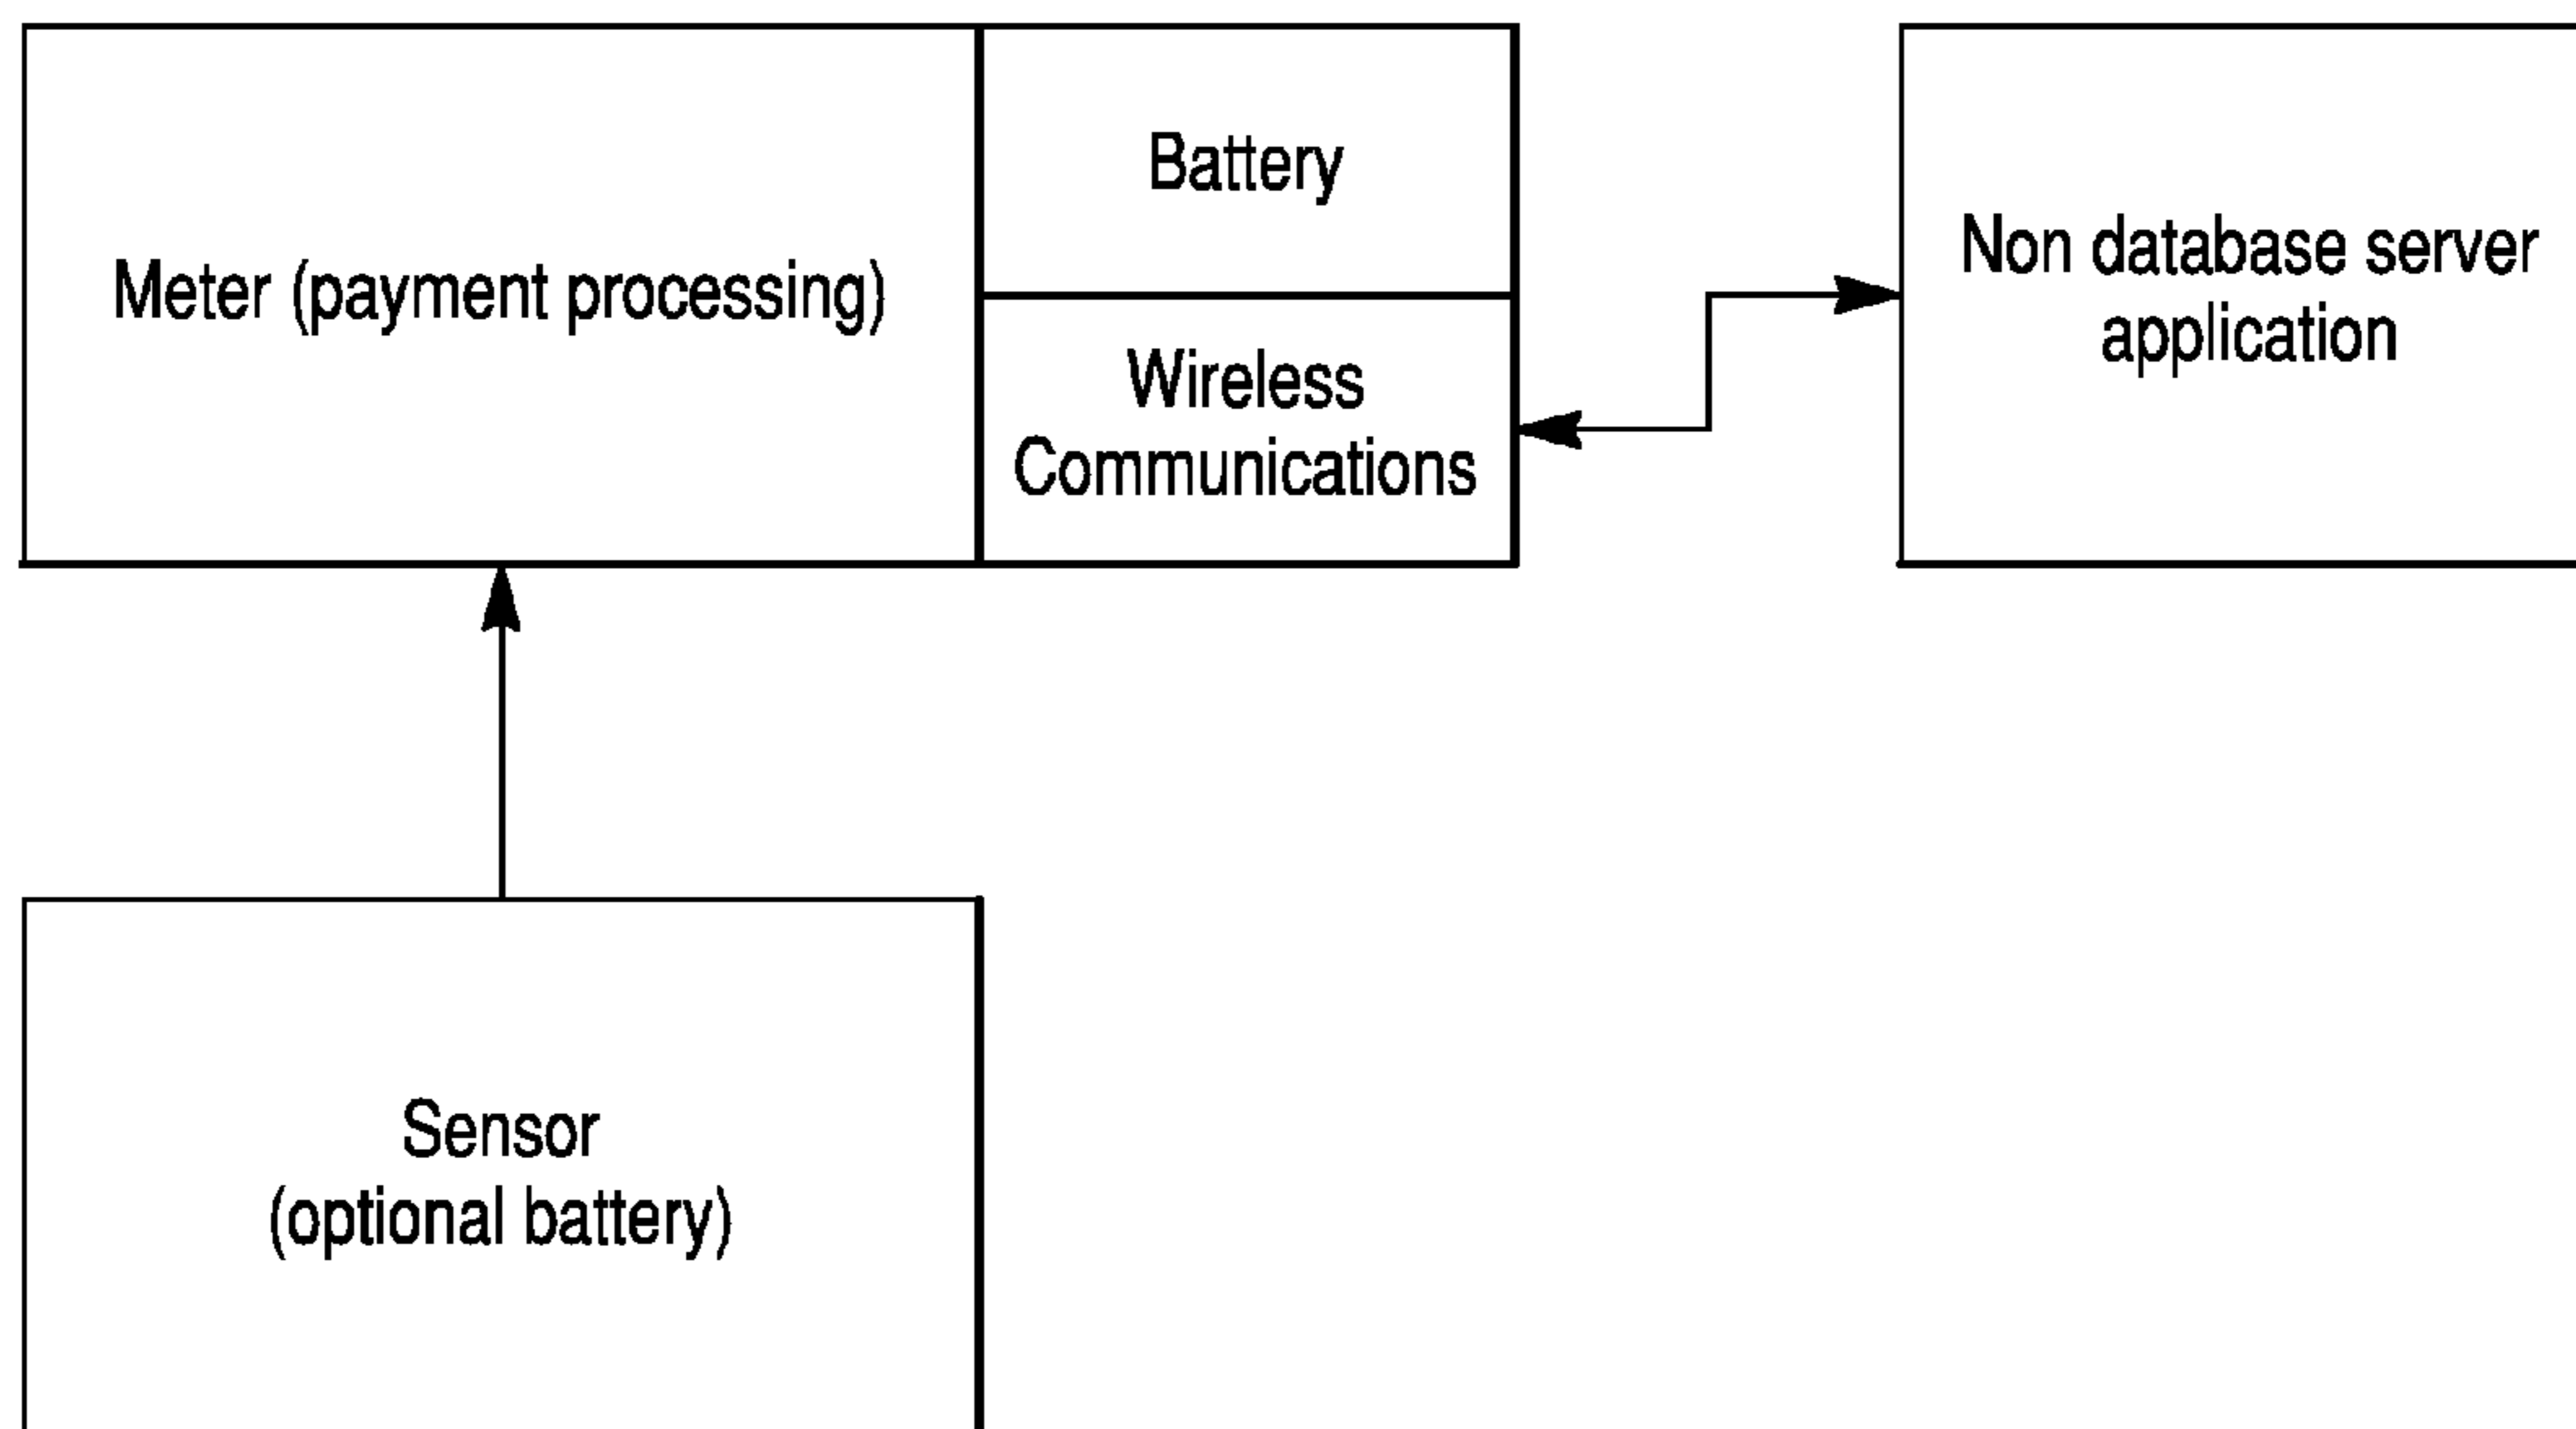 Meter (payment processing)
Battery
Wireless
Communications
Non database server
application
Sensor
(optional battery)